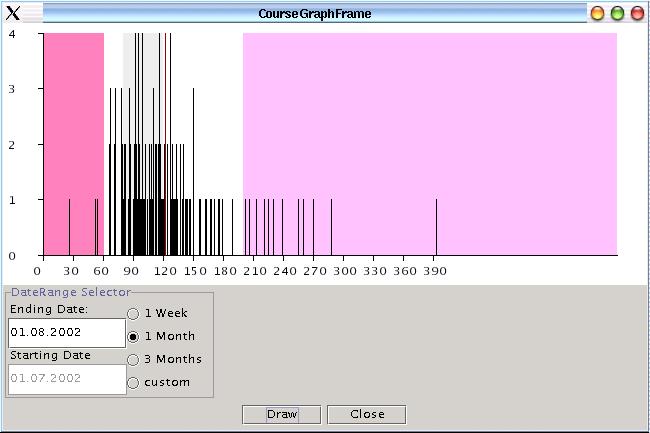 CourseGraphFrame
4
3
2
1
0
0 30 60 90 120 150 180 210 240 270 300 330 360 390
DateRange Selector
Ending Date:
01.08.2002
Starting Date
01.07.2002
1 Week
1 Month
3 Months
custom
Draw Close